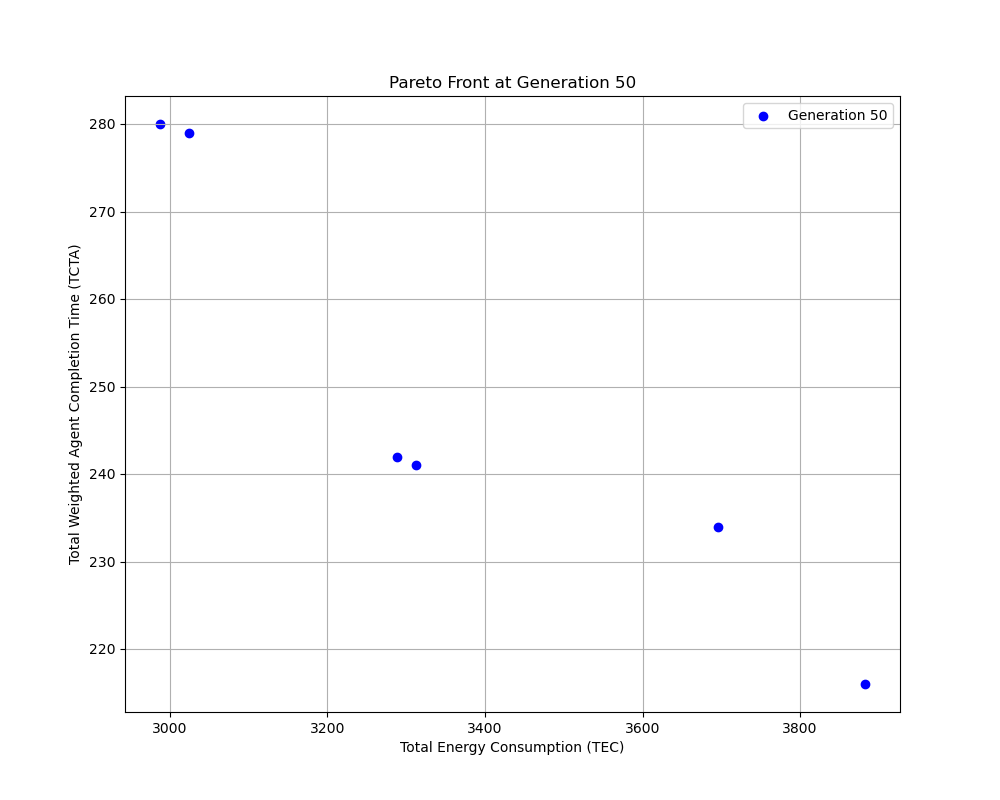 Pareto Front at Generation 50
Generation 50
Total Weighted Agent Completion Time (TCTA)
280
270
260
250
240
230
220
3000 3200 3400 3600 3800
Total Energy Consumption (TEC)